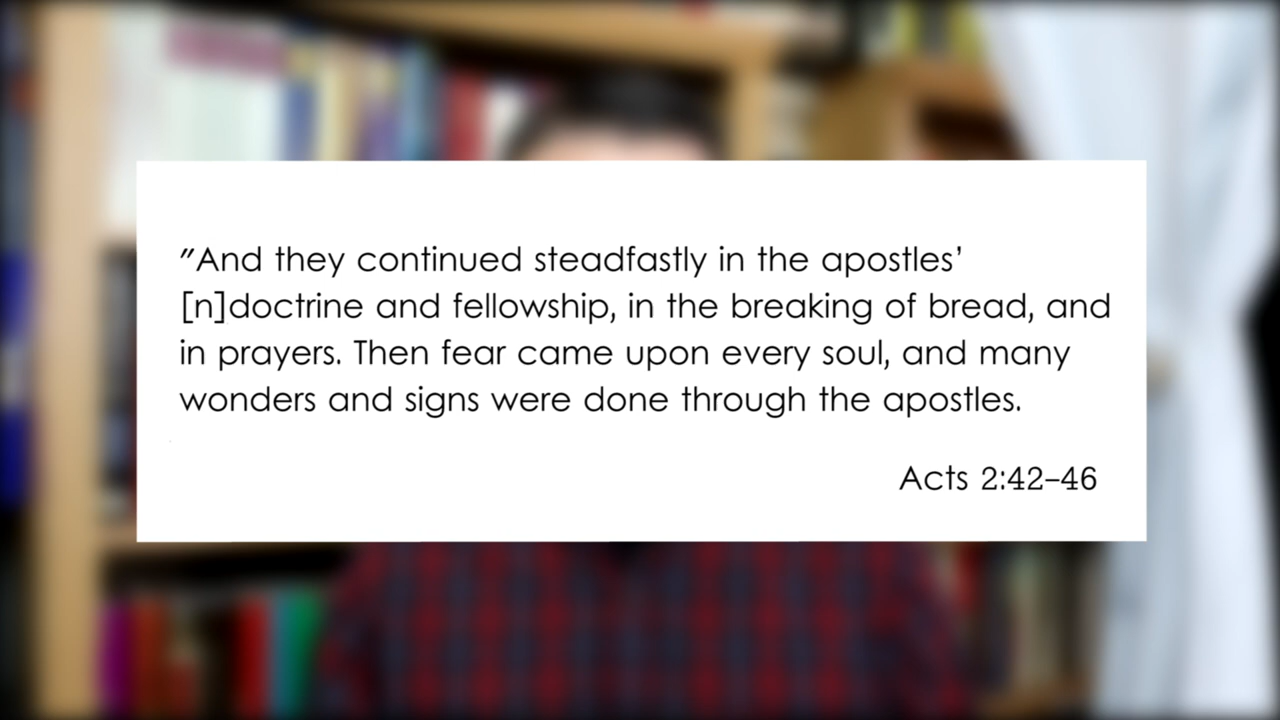 "And they continued steadfastly in the apostles’
[n]doctrine and fellowship, in the breaking of bread, and
in prayers. Then fear came upon every soul, and many
wonders and signs were done through the apostles.
Acts 2:42–46